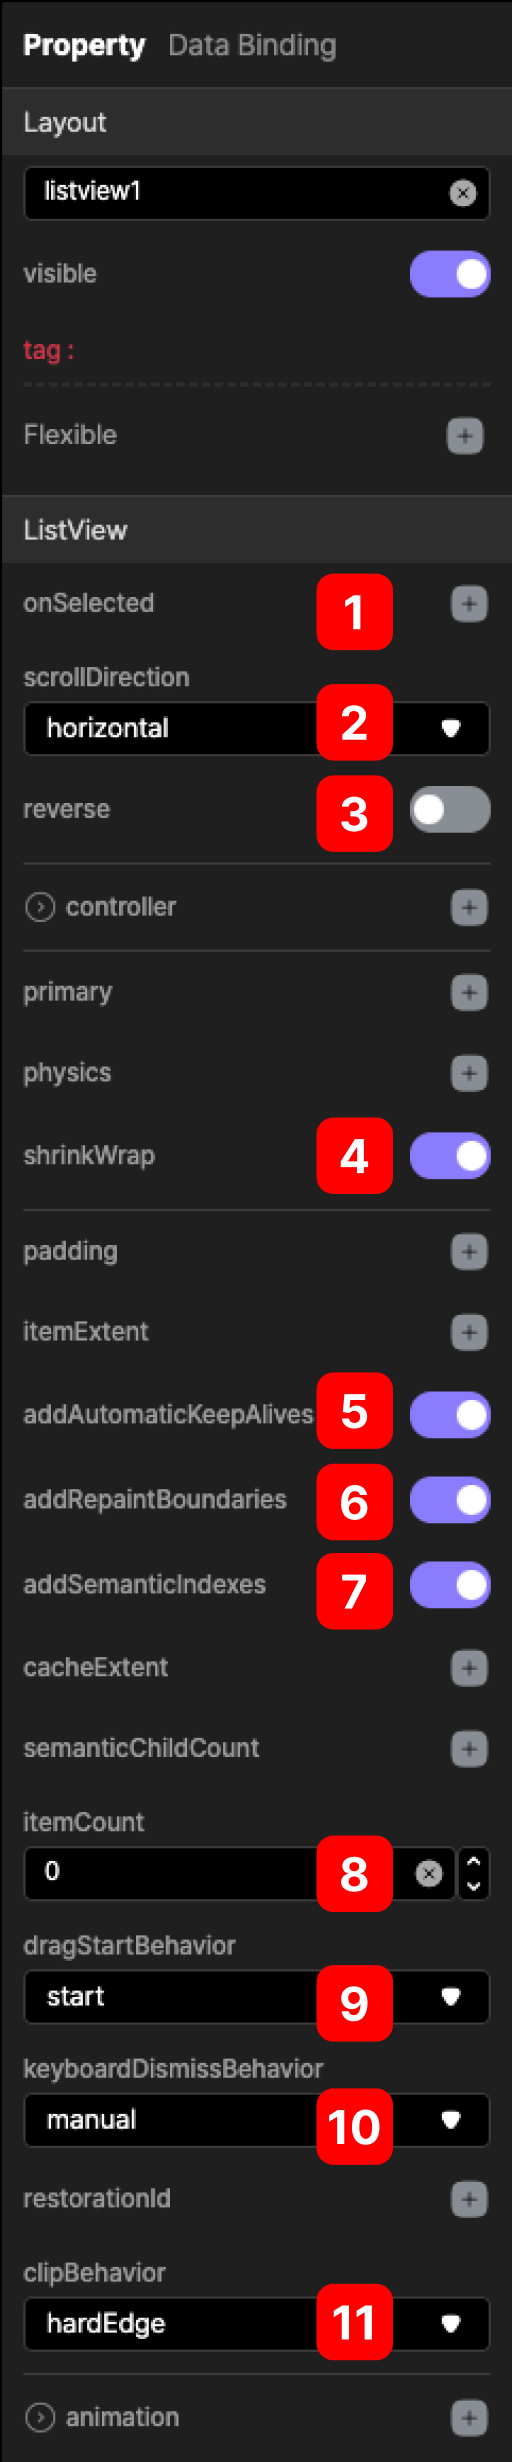 Property Data Binding
Layout
listview1
visible
tag :
Flexible
ListView
onSelected 1
scrollDirection
horizontal 2
reverse 3
controller
primary
physics
shrinkWrap 4
padding
itemExtent
addAutomaticKeepAlives 5
addRepaintBoundaries 6
addSemanticIndexes 7
cacheExtent
semanticChildCount
itemCount
0 8
dragStartBehavior
start 9
keyboardDismissBehavior
manual 10
restorationId
clipBehavior
hardEdge 11
animation